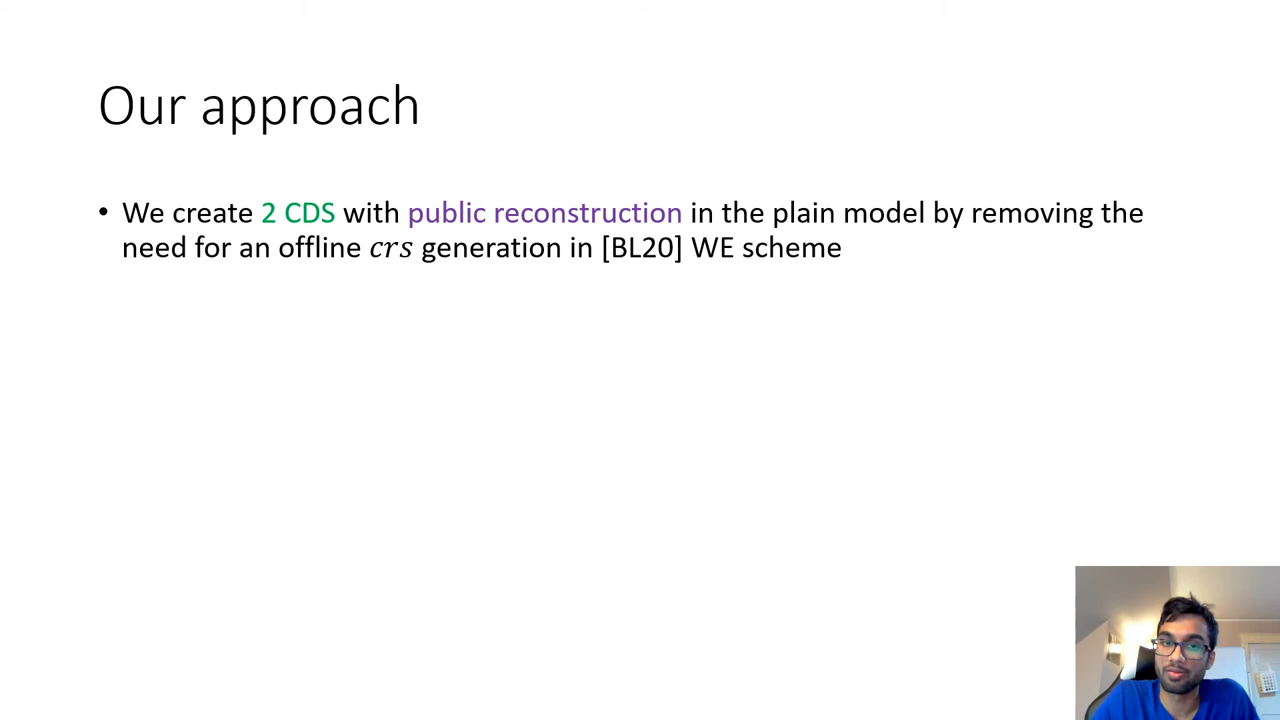 Our approach
• We create 2 CDS with public reconstruction in the plain model by removing the
need for an offline crs generation in [BL20] WE scheme